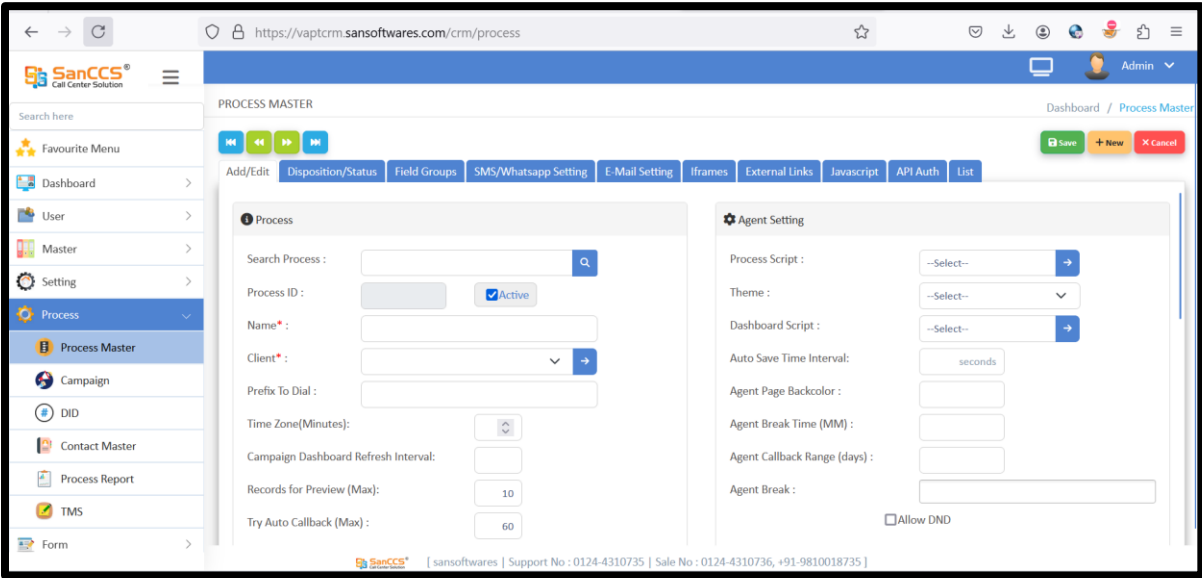 https://vaptcrm.sansoftwares.com/crm/process
SanCCS®
Call Center Solution
Admin
Search here
PROCESS MASTER
Dashboard / Process Master
Favourite Menu
Dashboard
User
Master
Setting
Process
Process Master
Campaign
DID
Contact Master
Process Report
TMS
Form
Save
+ New
X Cancel
Add/Edit Disposition/Status Field Groups SMS/Whatsapp Setting E-Mail Setting Iframes External Links Javascript API Auth List
Process
Search Process :
Process ID : Active
Name* :
Client* :
Prefix To Dial :
Time Zone(Minutes):
Campaign Dashboard Refresh Interval:
Records for Preview (Max): 10
Try Auto Callback (Max) : 60
Agent Setting
Process Script : --Select--
Theme : --Select--
Dashboard Script : --Select--
Auto Save Time Interval: seconds
Agent Page Backcolor :
Agent Break Time (MM) :
Agent Callback Range (days) :
Agent Break :
Allow DND
SanCCS® [ sansoftwares | Support No : 0124-4310735 | Sale No : 0124-4310736, +91-9810018735 ]